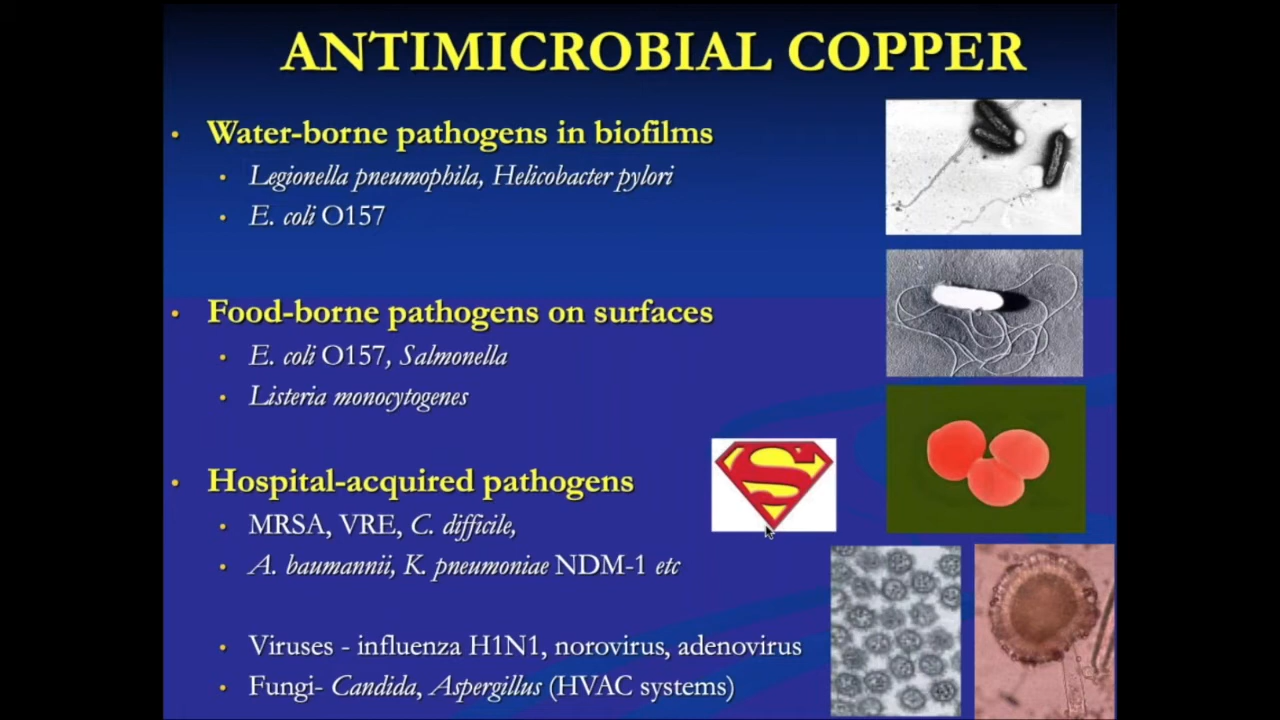 ANTIMICROBIAL COPPER
• Water-borne pathogens in biofilms
• Legionella pneumophila, Helicobacter pylori
• E. coli O157
• Food-borne pathogens on surfaces
• E. coli O157, Salmonella
• Listeria monocytogenes
• Hospital-acquired pathogens
• MRSA, VRE, C. difficile,
• A. baumannii, K. pneumoniae NDM-1 etc
• Viruses - influenza H1N1, norovirus, adenovirus
• Fungi- Candida, Aspergillus (HVAC systems)
S